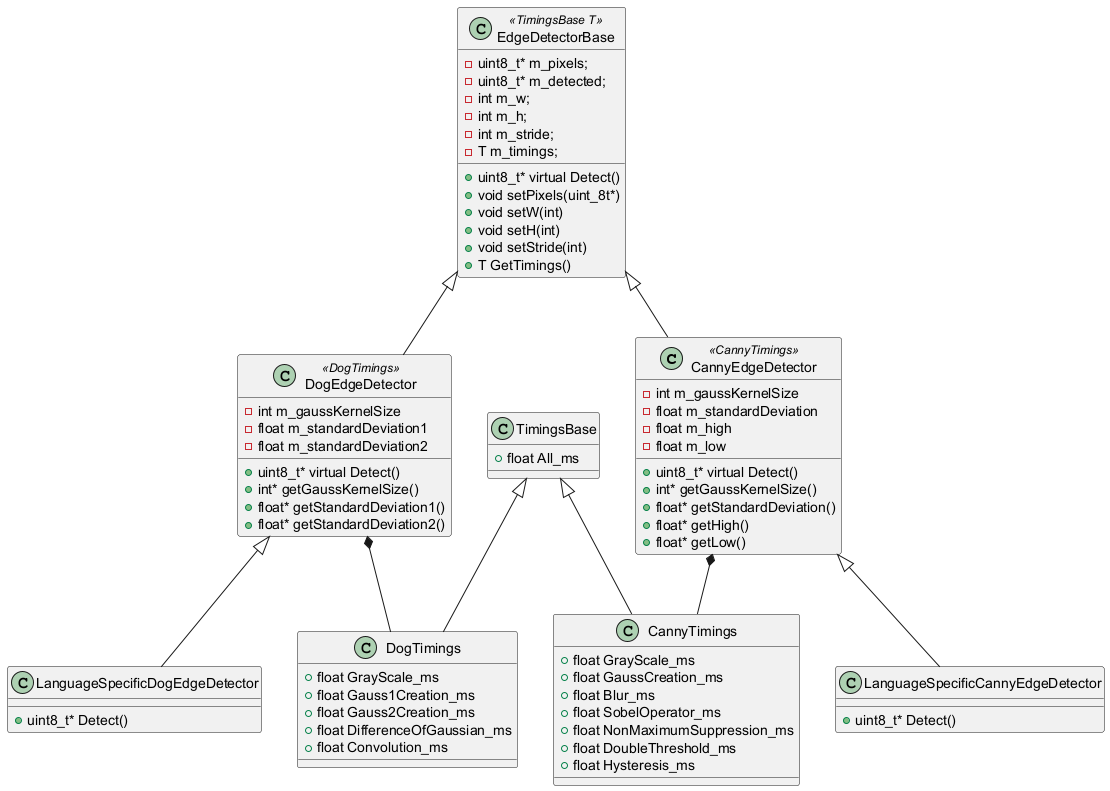 «TimingsBase T»
C EdgeDetectorBase
uint8_t* m_pixels;
uint8_t* m_detected;
int m_w;
int m_h;
int m_stride;
T m_timings;
uint8_t* virtual Detect()
void setPixels(uint_8t*)
void setW(int)
void setH(int)
void setStride(int)
T GetTimings()
«DogTimings»
C DogEdgeDetector
int m_gaussKernelSize
float m_standardDeviation1
float m_standardDeviation2
uint8_t* virtual Detect()
int* getGaussKernelSize()
float* getStandardDeviation1()
float* getStandardDeviation2()
C TimingsBase
float All_ms
«CannyTimings»
C CannyEdgeDetector
int m_gaussKernelSize
float m_standardDeviation
float m_high
float m_low
uint8_t* virtual Detect()
int* getGaussKernelSize()
float* getStandardDeviation()
float* getHigh()
float* getLow()
C LanguageSpecificDogEdgeDetector
uint8_t* Detect()
C DogTimings
float GrayScale_ms
float Gauss1Creation_ms
float Gauss2Creation_ms
float DifferenceOfGaussian_ms
float Convolution_ms
C CannyTimings
float GrayScale_ms
float GaussCreation_ms
float Blur_ms
float SobelOperator_ms
float NonMaximumSuppression_ms
float DoubleThreshold_ms
float Hysteresis_ms
C LanguageSpecificCannyEdgeDetector
uint8_t* Detect()